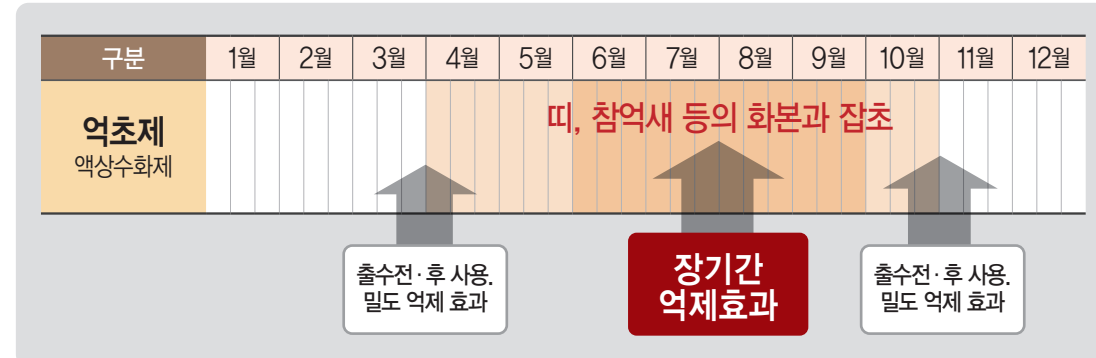 구분 1월 2월 3월 4월 5월 6월 7월 8월 9월 10월 11월 12월
억초제
액상수화제
띠, 참억새 등의 화본과 잡초
출수전·후 사용.
밀도 억제 효과
장기간
억제효과
출수전·후 사용.
밀도 억제 효과